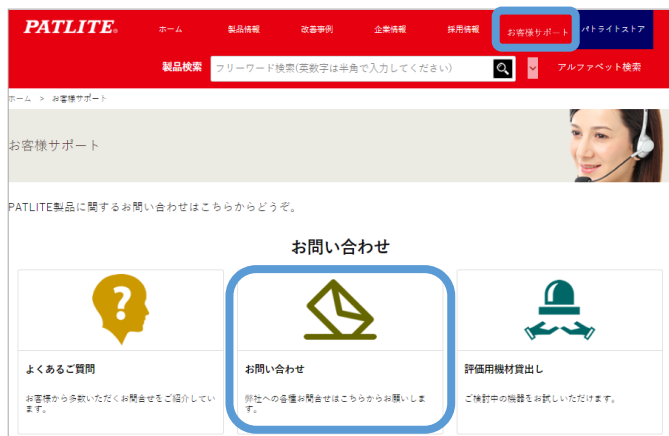 PATLITE®
ホーム 製品情報 改善事例 企業情報 採用情報 お客様サポート パトライトストア
製品検索 フリーワード検索(英数字は半角で入力してください) アルファベット検索
ホーム > お客様サポート
お客様サポート
PATLITE製品に関するお問い合わせはこちらからどうぞ。
お問い合わせ
?
よくあるご質問
お客様から多数いただくお問合せをご紹介してい
ます。
お問い合わせ
弊社への各種お問合せはこちらからお願いしま
す。
評価用機材貸出し
ご検討中の機器をお試しいただけます。